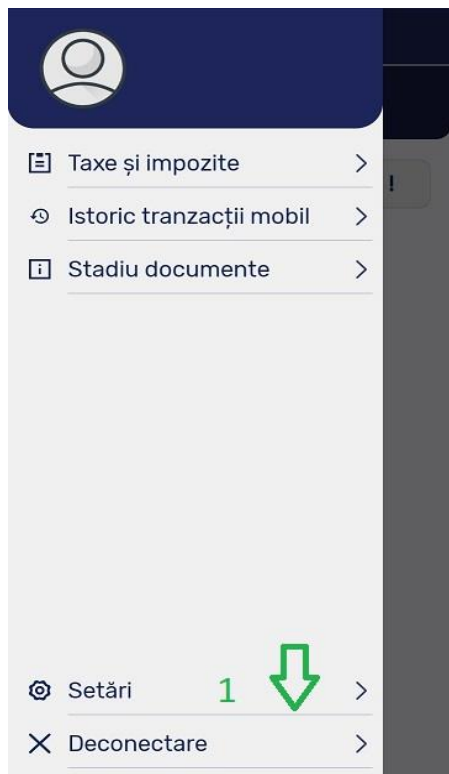 Taxe și impozite
!
Istoric tranzacții mobil
Stadiu documente
Setări
1
Deconectare